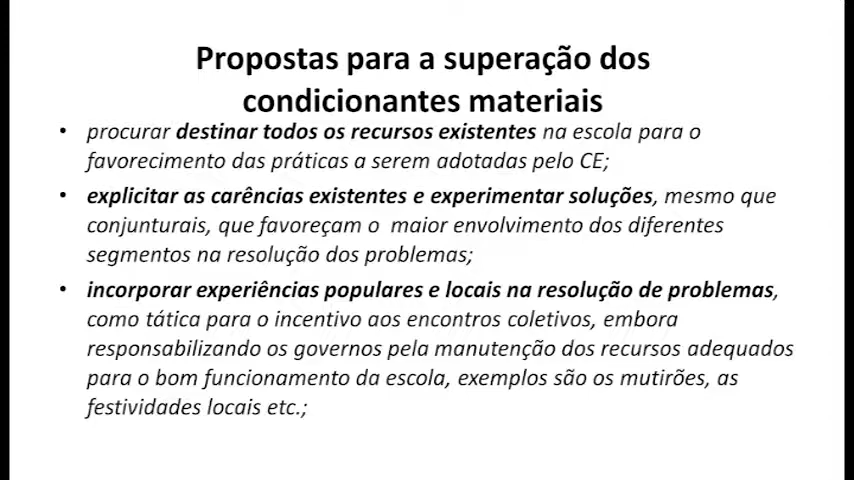 Propostas para a superação dos
condicionantes materiais
• procurar destinar todos os recursos existentes na escola para o
favorecimento das práticas a serem adotadas pelo CE;
• explicitar as carências existentes e experimentar soluções, mesmo que
conjunturais, que favoreçam o maior envolvimento dos diferentes
segmentos na resolução dos problemas;
• incorporar experiências populares e locais na resolução de problemas,
como tática para o incentivo aos encontros coletivos, embora
responsabilizando os governos pela manutenção dos recursos adequados
para o bom funcionamento da escola, exemplos são os mutirões, as
festividades locais etc.;